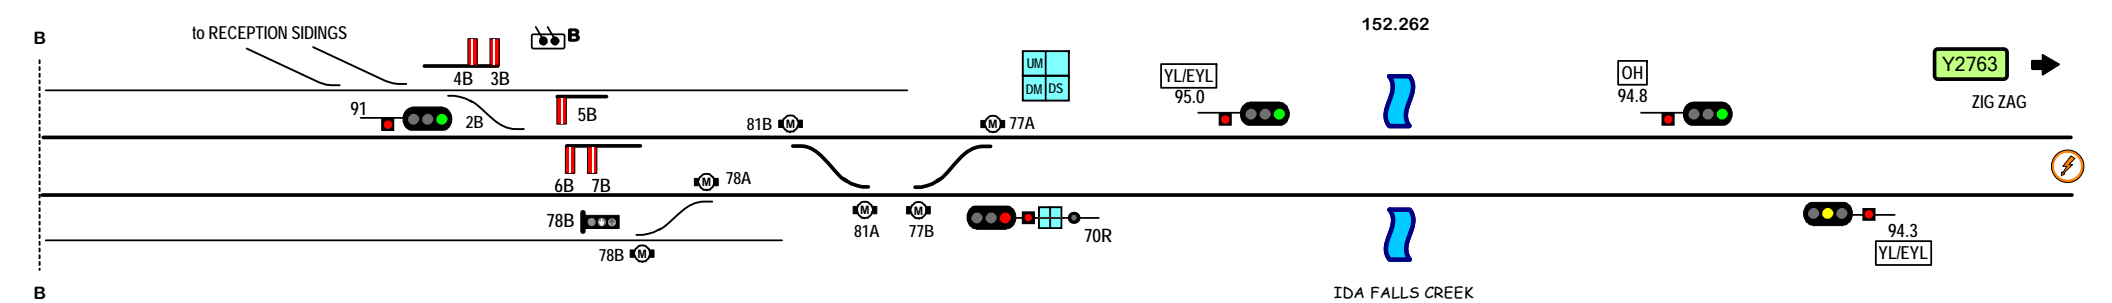 152.262
B
to RECEPTION SIDINGS
B
4B
3B
UM
DM
DS
YL/EYL
95.0
OH
94.8
Y2763
ZIG ZAG
91
2B
5B
81B
M
M
77A
6B
7B
M
78A
78B
M
81A
M
77B
70R
94.3
YL/EYL
78B
M
B
IDA FALLS CREEK